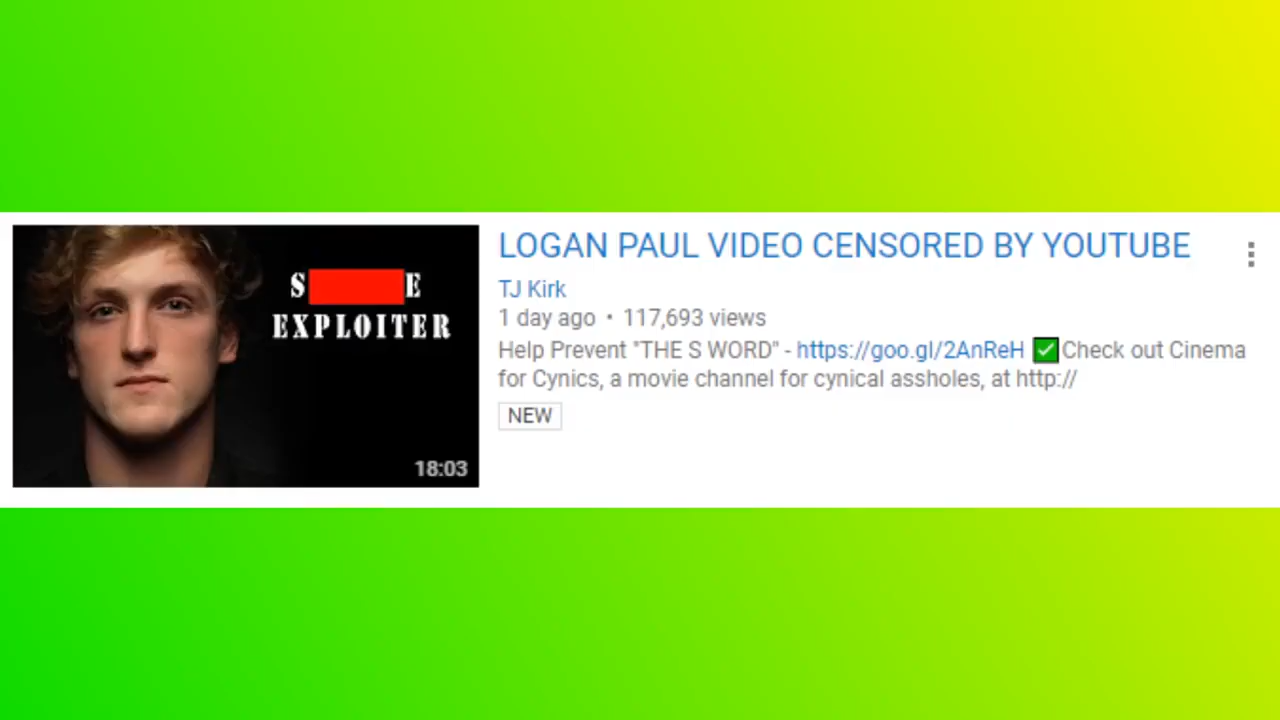 S E
EXPLOITER
18:03
LOGAN PAUL VIDEO CENSORED BY YOUTUBE
TJ Kirk
1 day ago • 117,693 views
Help Prevent "THE S WORD" - https://goo.gl/2AnReH ✅ Check out Cinema
for Cynics, a movie channel for cynical assholes, at http://
NEW